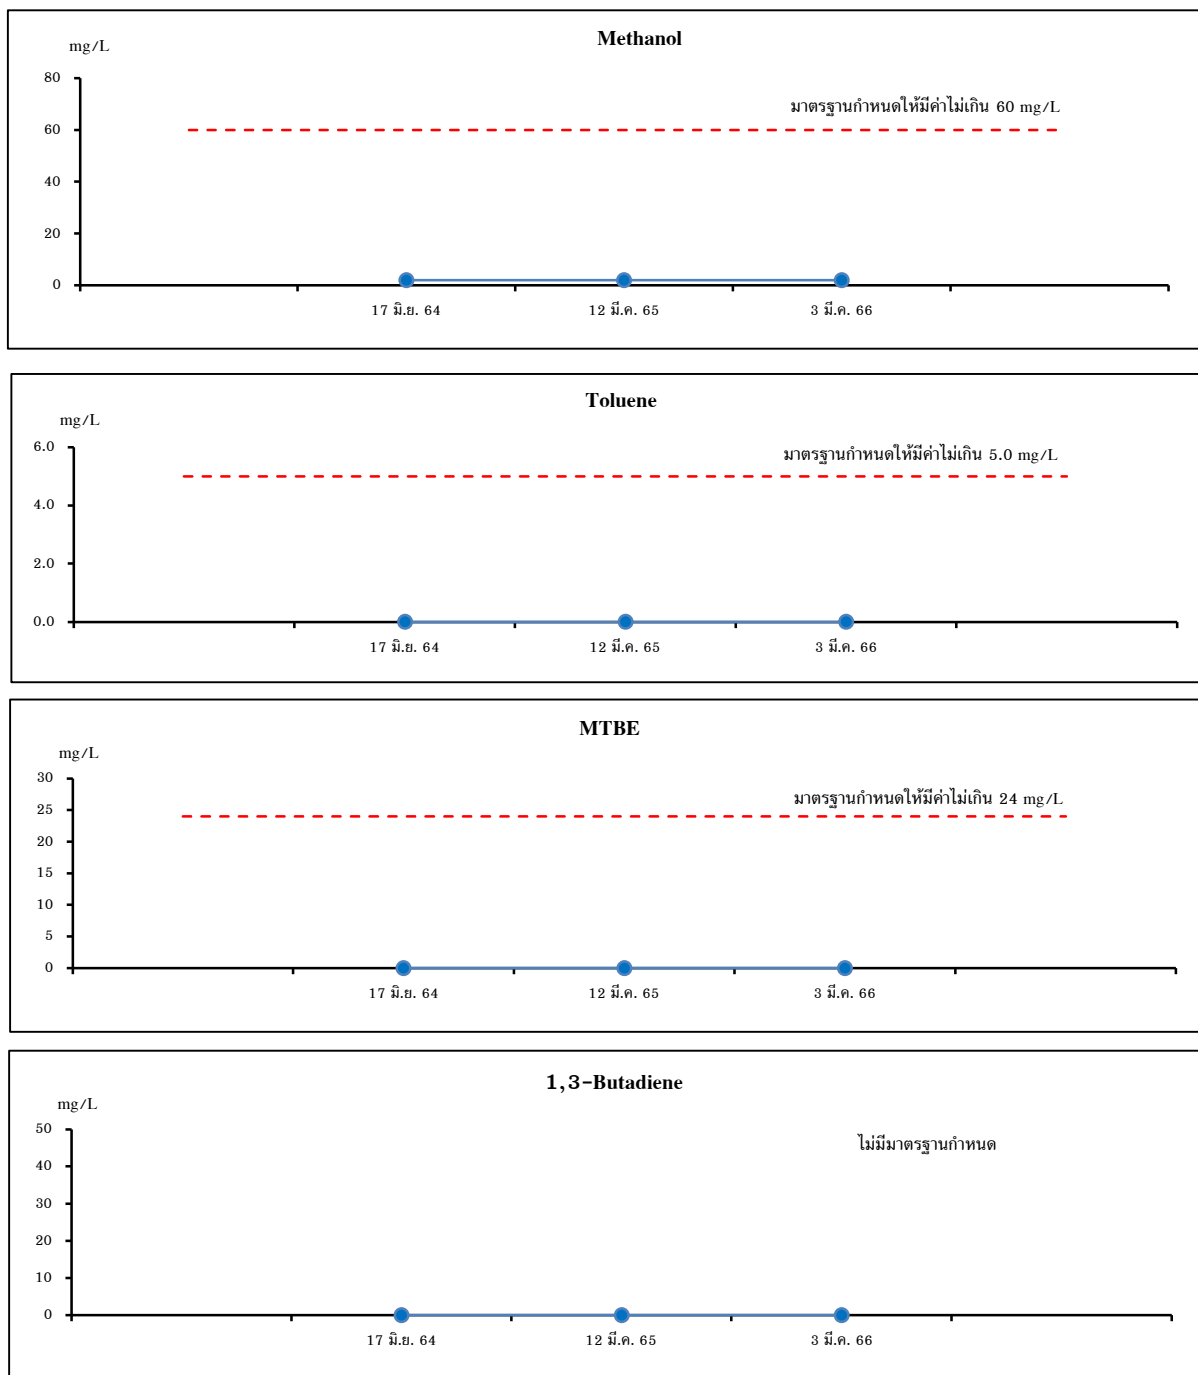 Methanol
mg/L
80
มาตรฐานกำหนดให้มีค่าไม่เกิน 60 mg/L
60
40
20
0
17 มิ.ย. 64 12 มี.ค. 65 3 มี.ค. 66
Toluene
mg/L
6.0
มาตรฐานกำหนดให้มีค่าไม่เกิน 5.0 mg/L
4.0
2.0
0.0
17 มิ.ย. 64 12 มี.ค. 65 3 มี.ค. 66
MTBE
mg/L
30
มาตรฐานกำหนดให้มีค่าไม่เกิน 24 mg/L
25
20
15
10
5
0
17 มิ.ย. 64 12 มี.ค. 65 3 มี.ค. 66
1,3-Butadiene
mg/L
50
ไม่มีมาตรฐานกำหนด
40
30
20
10
0
17 มิ.ย. 64 12 มี.ค. 65 3 มี.ค. 66